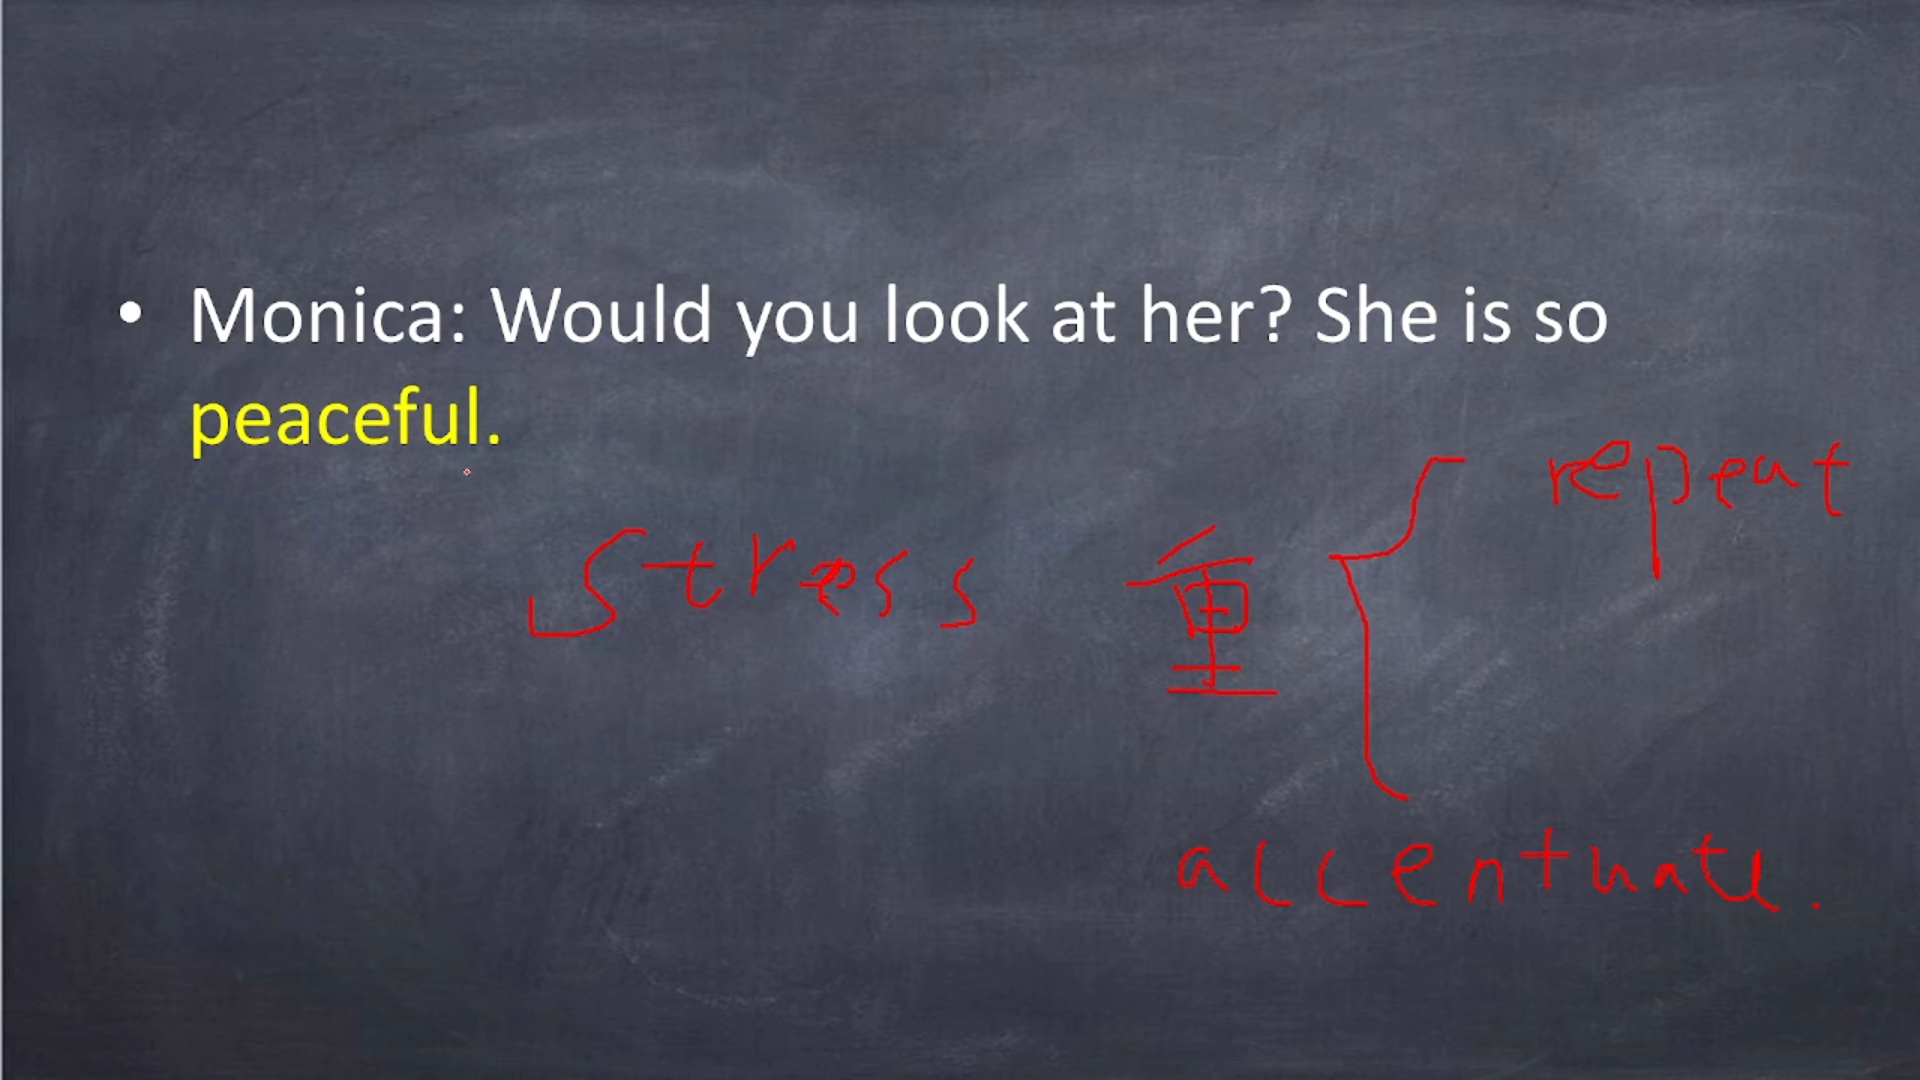 • Monica: Would you look at her? She is so
peaceful.
repeat
Stress 重
accentuate.